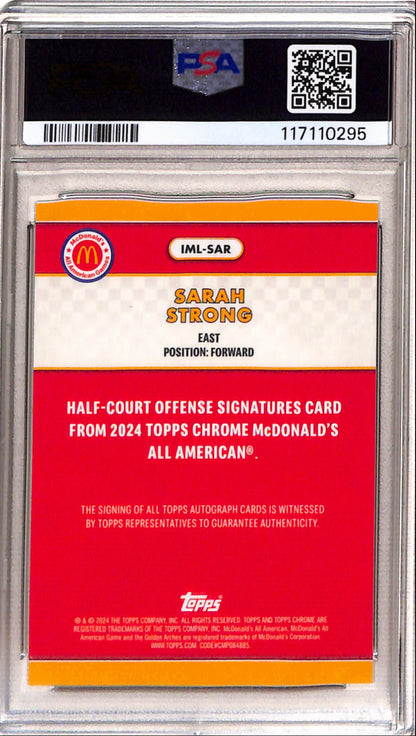 PSA
117110295
McDonald's
All American Games
IML-SAR
SARAH
STRONG
EAST
POSITION: FORWARD
HALF-COURT OFFENSE SIGNATURES CARD
FROM 2024 TOPPS CHROME McDONALD'S
ALL AMERICAN®.
THE SIGNING OF ALL TOPPS AUTOGRAPH CARDS IS WITNESSED
BY TOPPS REPRESENTATIVES TO GUARANTEE AUTHENTICITY.
Topps
® & © 2024 THE TOPPS COMPANY, INC. ALL RIGHTS RESERVED. TOPPS AND TOPPS CHROME ARE
REGISTERED TRADEMARKS OF THE TOPPS COMPANY, INC. McDonald's All American, McDonald's All
American Game and the Golden Arches are registered trademarks of McDonald's Corporation
WWW.TOPPS.COM CODE#CMP084885.